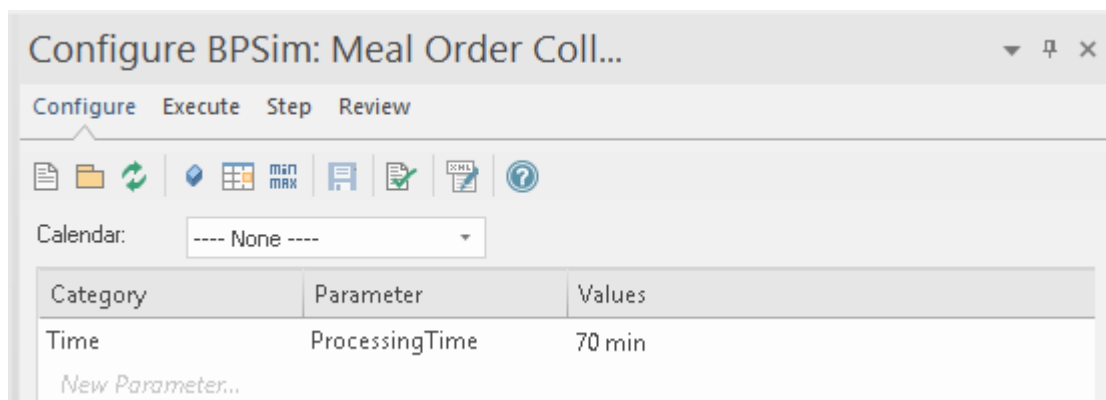 Configure BPSim: Meal Order Coll...
Configure Execute Step Review
min
max
XML
Calendar: ---- None ----
Category Parameter Values
Time ProcessingTime 70 min
New Parameter...